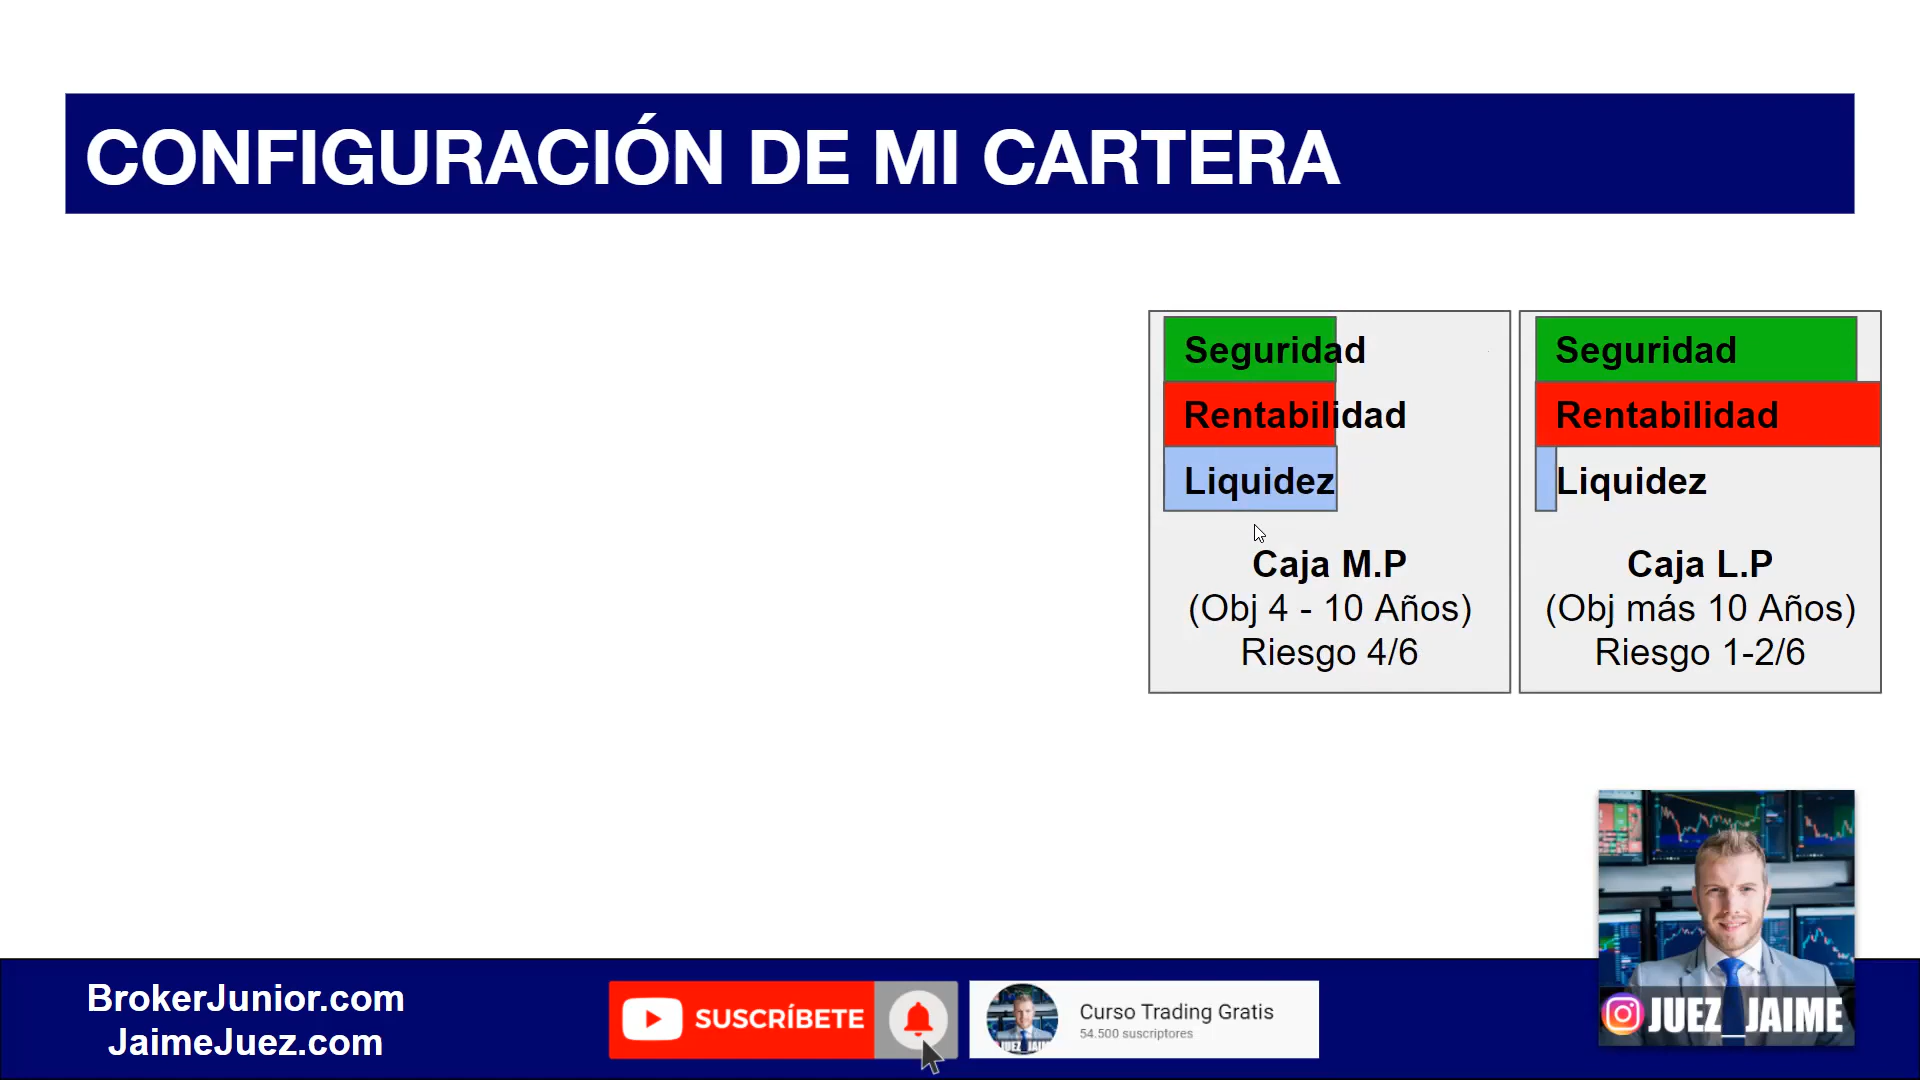 CONFIGURACIÓN DE MI CARTERA
Seguridad
Rentabilidad
Liquidez
Caja M.P
(Obj 4 - 10 Años)
Riesgo 4/6
Seguridad
Rentabilidad
Liquidez
Caja L.P
(Obj más 10 Años)
Riesgo 1-2/6
BrokerJunior.com
JaimeJuez.com
SUSCRÍBETE
Curso Trading Gratis
54.500 suscriptores
JUEZ_JAIME